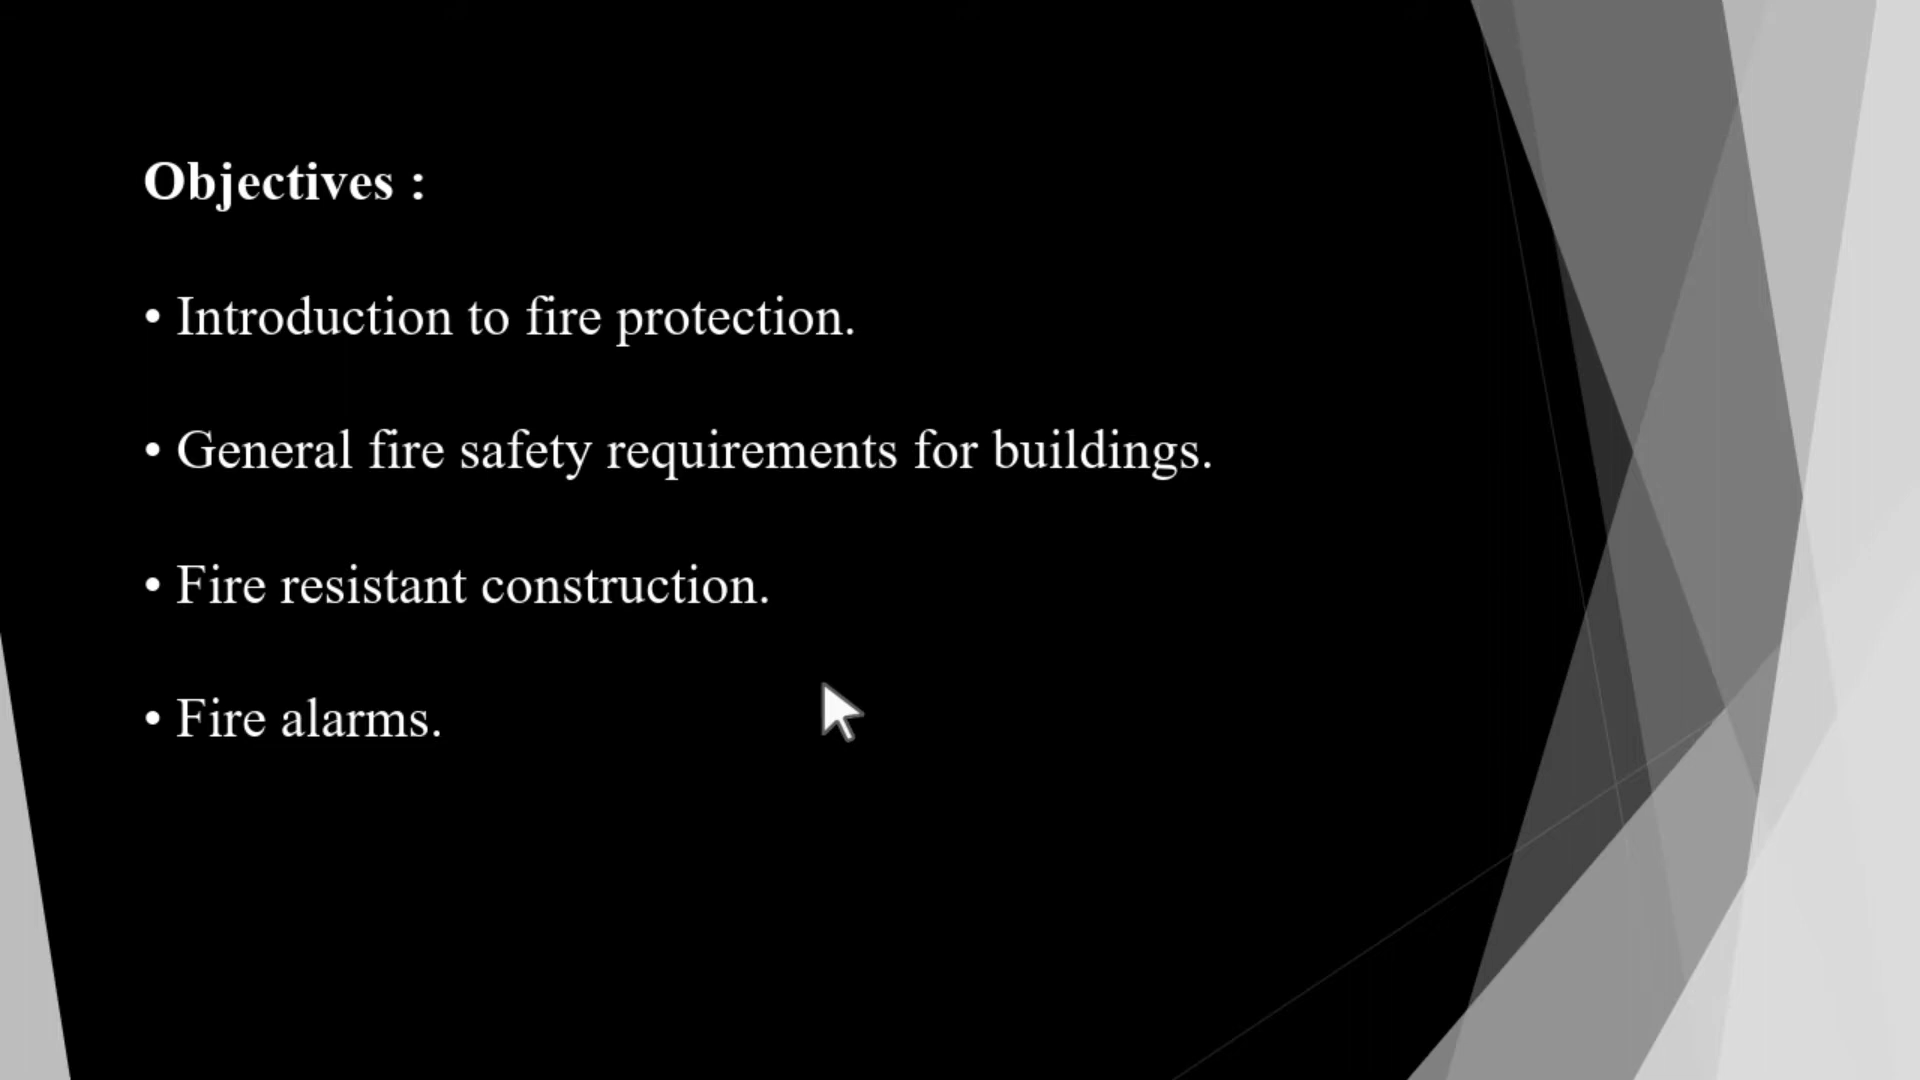 Objectives :
• Introduction to fire protection.
• General fire safety requirements for buildings.
• Fire resistant construction.
• Fire alarms.